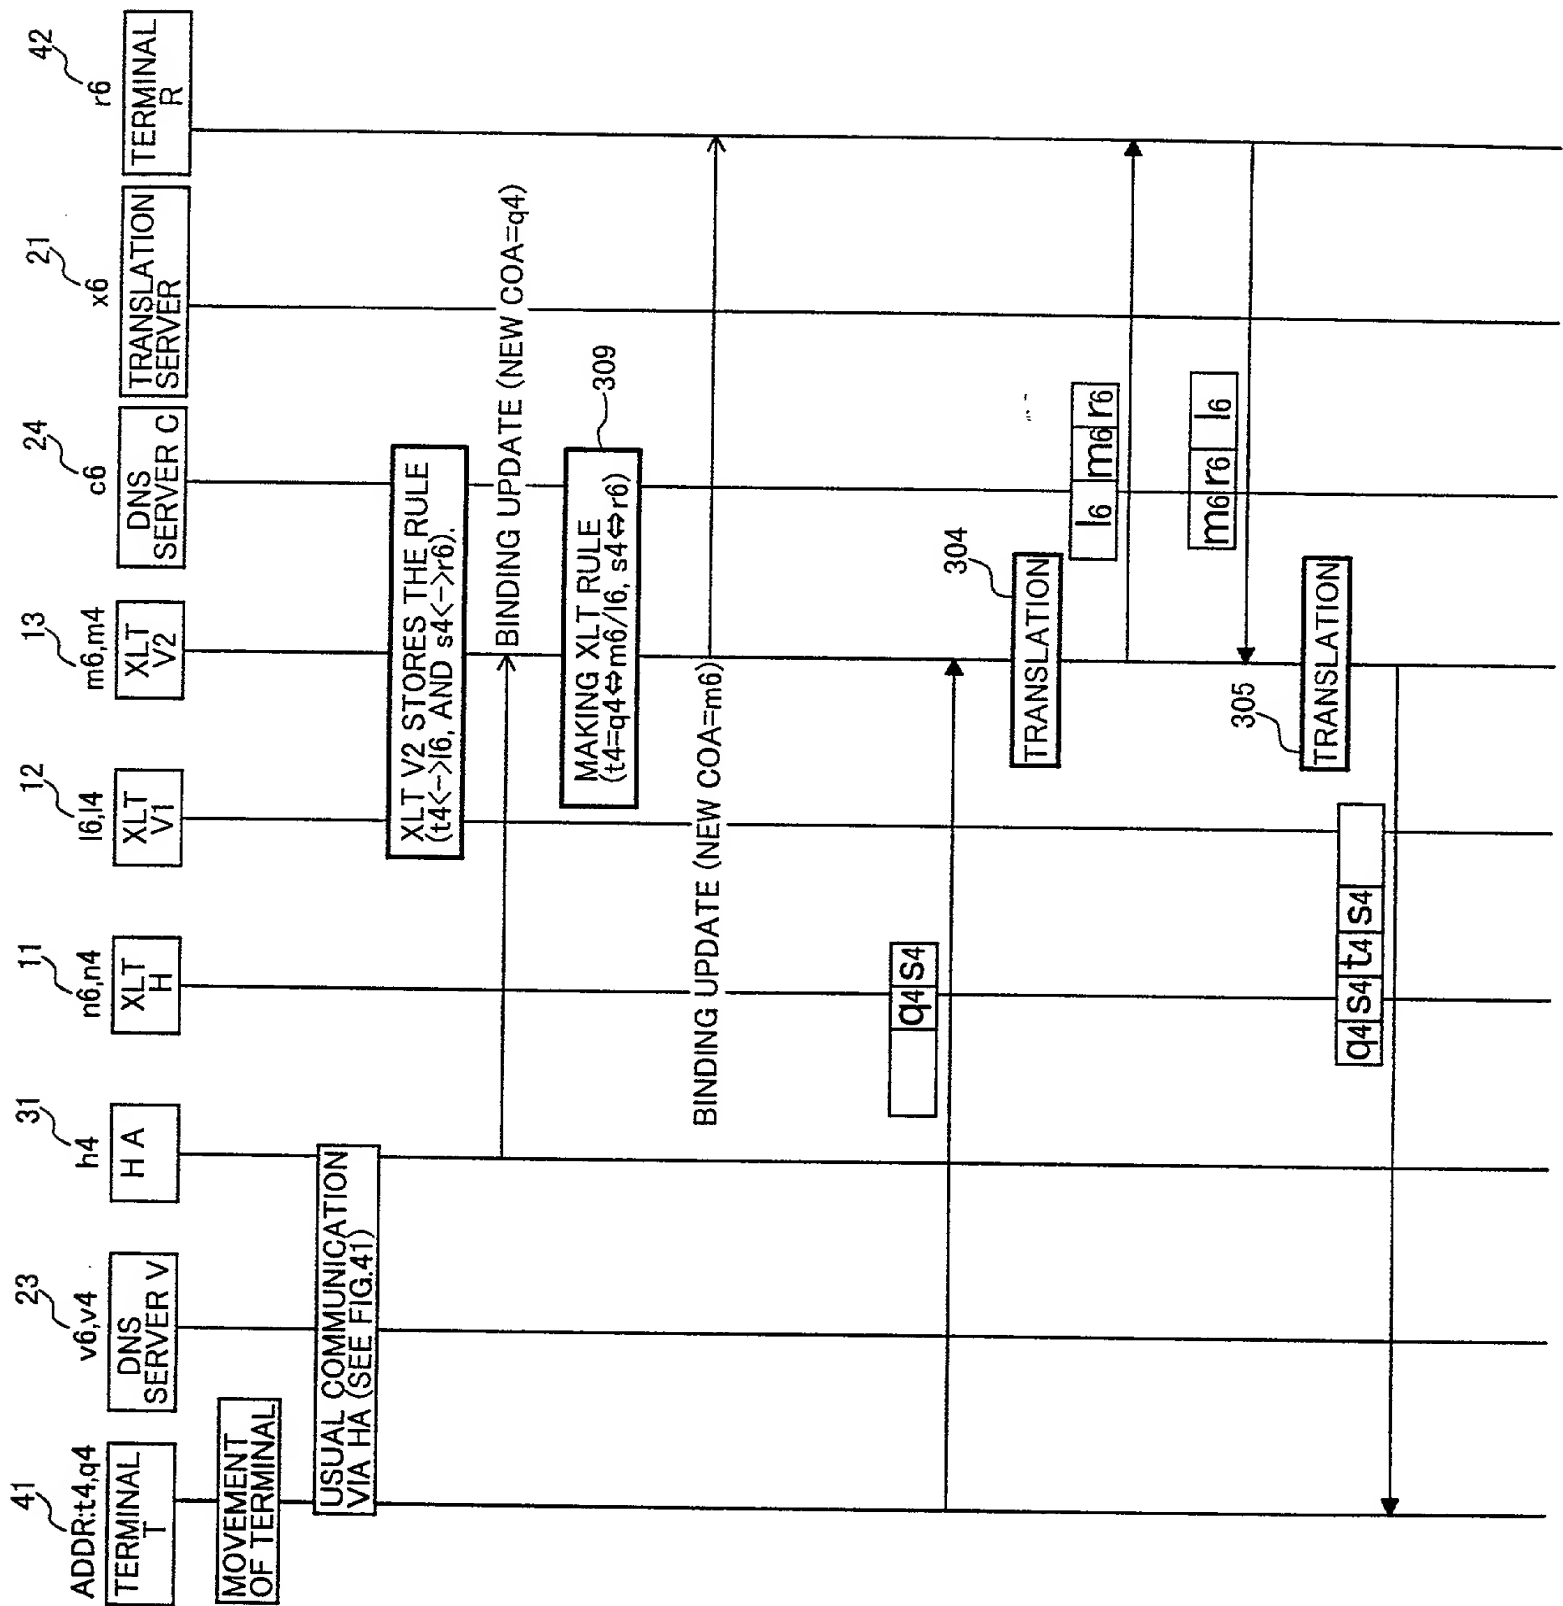 41
ADDR:t4,q4
TERMINAL
T
23
v6,v4
DNS
SERVER V
31
h4
H A
11
n6,n4
XLT
H
12
l6,l4
XLT
V1
13
m6,m4
XLT
V2
24
c6
DNS
SERVER C
21
x6
TRANSLATION
SERVER
42
r6
TERMINAL
R
MOVEMENT
OF TERMINAL
USUAL COMMUNICATION
VIA HA (SEE FIG.41)
XLT V2 STORES THE RULE
(t4<->l6, AND s4<->r6).
BINDING UPDATE (NEW COA=q4)
309
MAKING XLT RULE
(t4=q4⇔m6/l6, s4⇔r6)
BINDING UPDATE (NEW COA=m6)
q4 s4
304
TRANSLATION
l6 m6 r6
m6 r6 l6
305
TRANSLATION
q4 s4 t4 s4